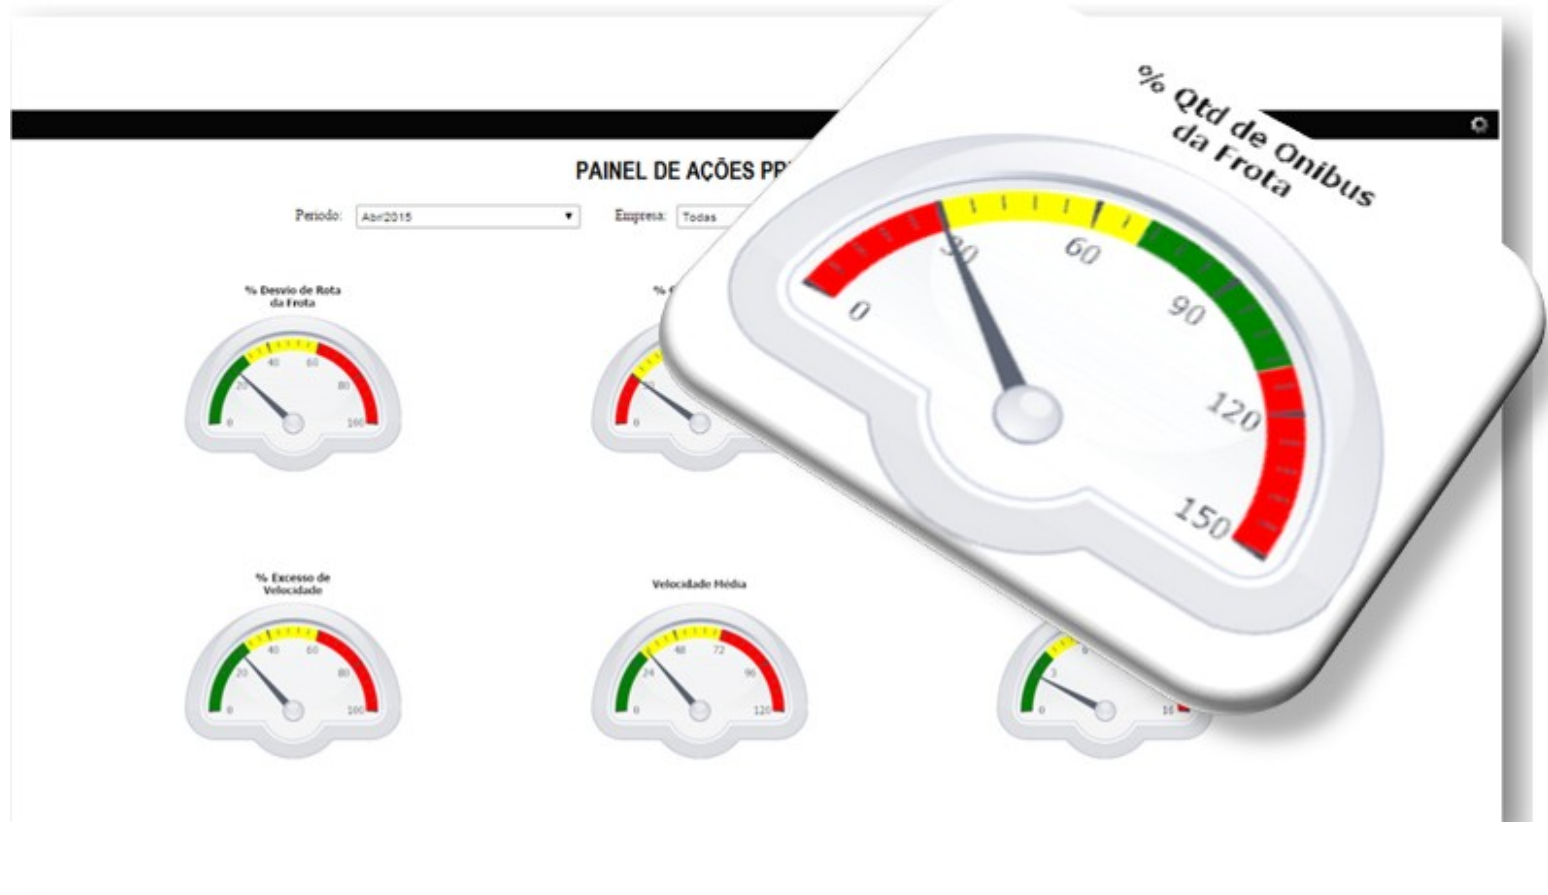 % Qtd de Onibus
da Frota
PAINEL DE AÇÕES
Periodo: Abr/2015 Empresa: Todas
30
60
0
90
120
150
% Desvio de Rota
da Frota
40 60
20 80
0 100
%
0
% Excesso de
Velocidade
40 60
20 80
0 100
Velocidade Média
48 72
24 96
0 120
3
0 16